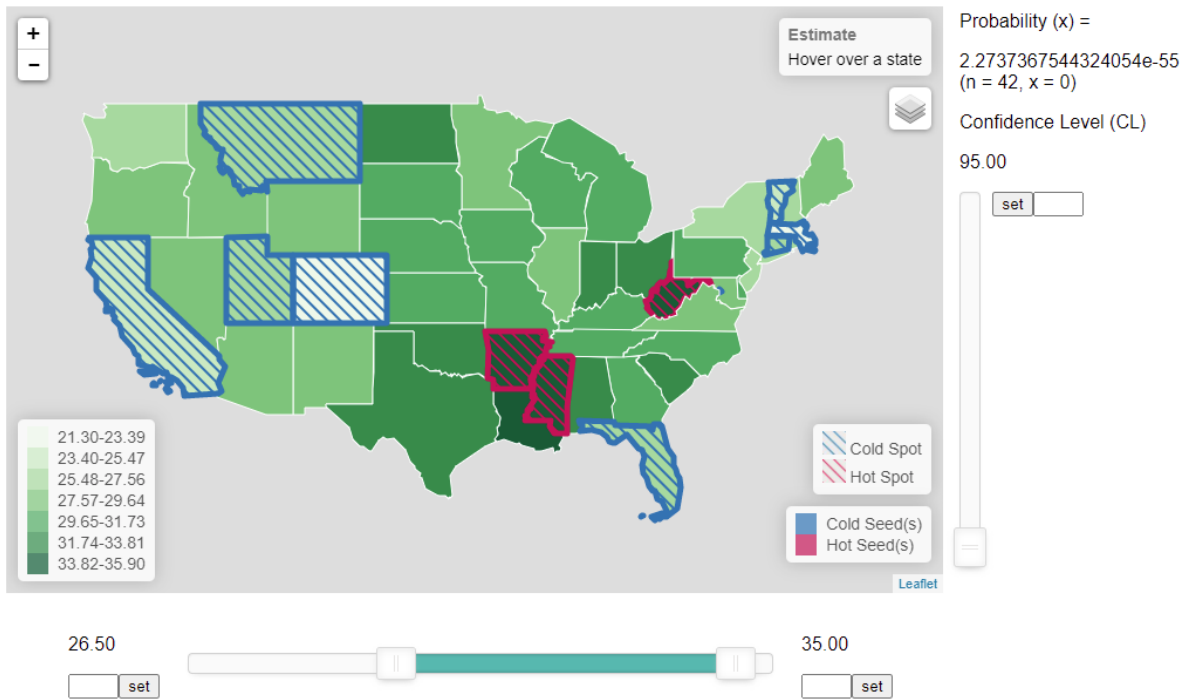 +
−
Estimate
Hover over a state
21.30-23.39
23.40-25.47
25.48-27.56
27.57-29.64
29.65-31.73
31.74-33.81
33.82-35.90
Cold Spot
Hot Spot
Cold Seed(s)
Hot Seed(s)
Leaflet
Probability (x) =
2.2737367544324054e-55
(n = 42, x = 0)
Confidence Level (CL)
95.00
set
26.50
set
35.00
set